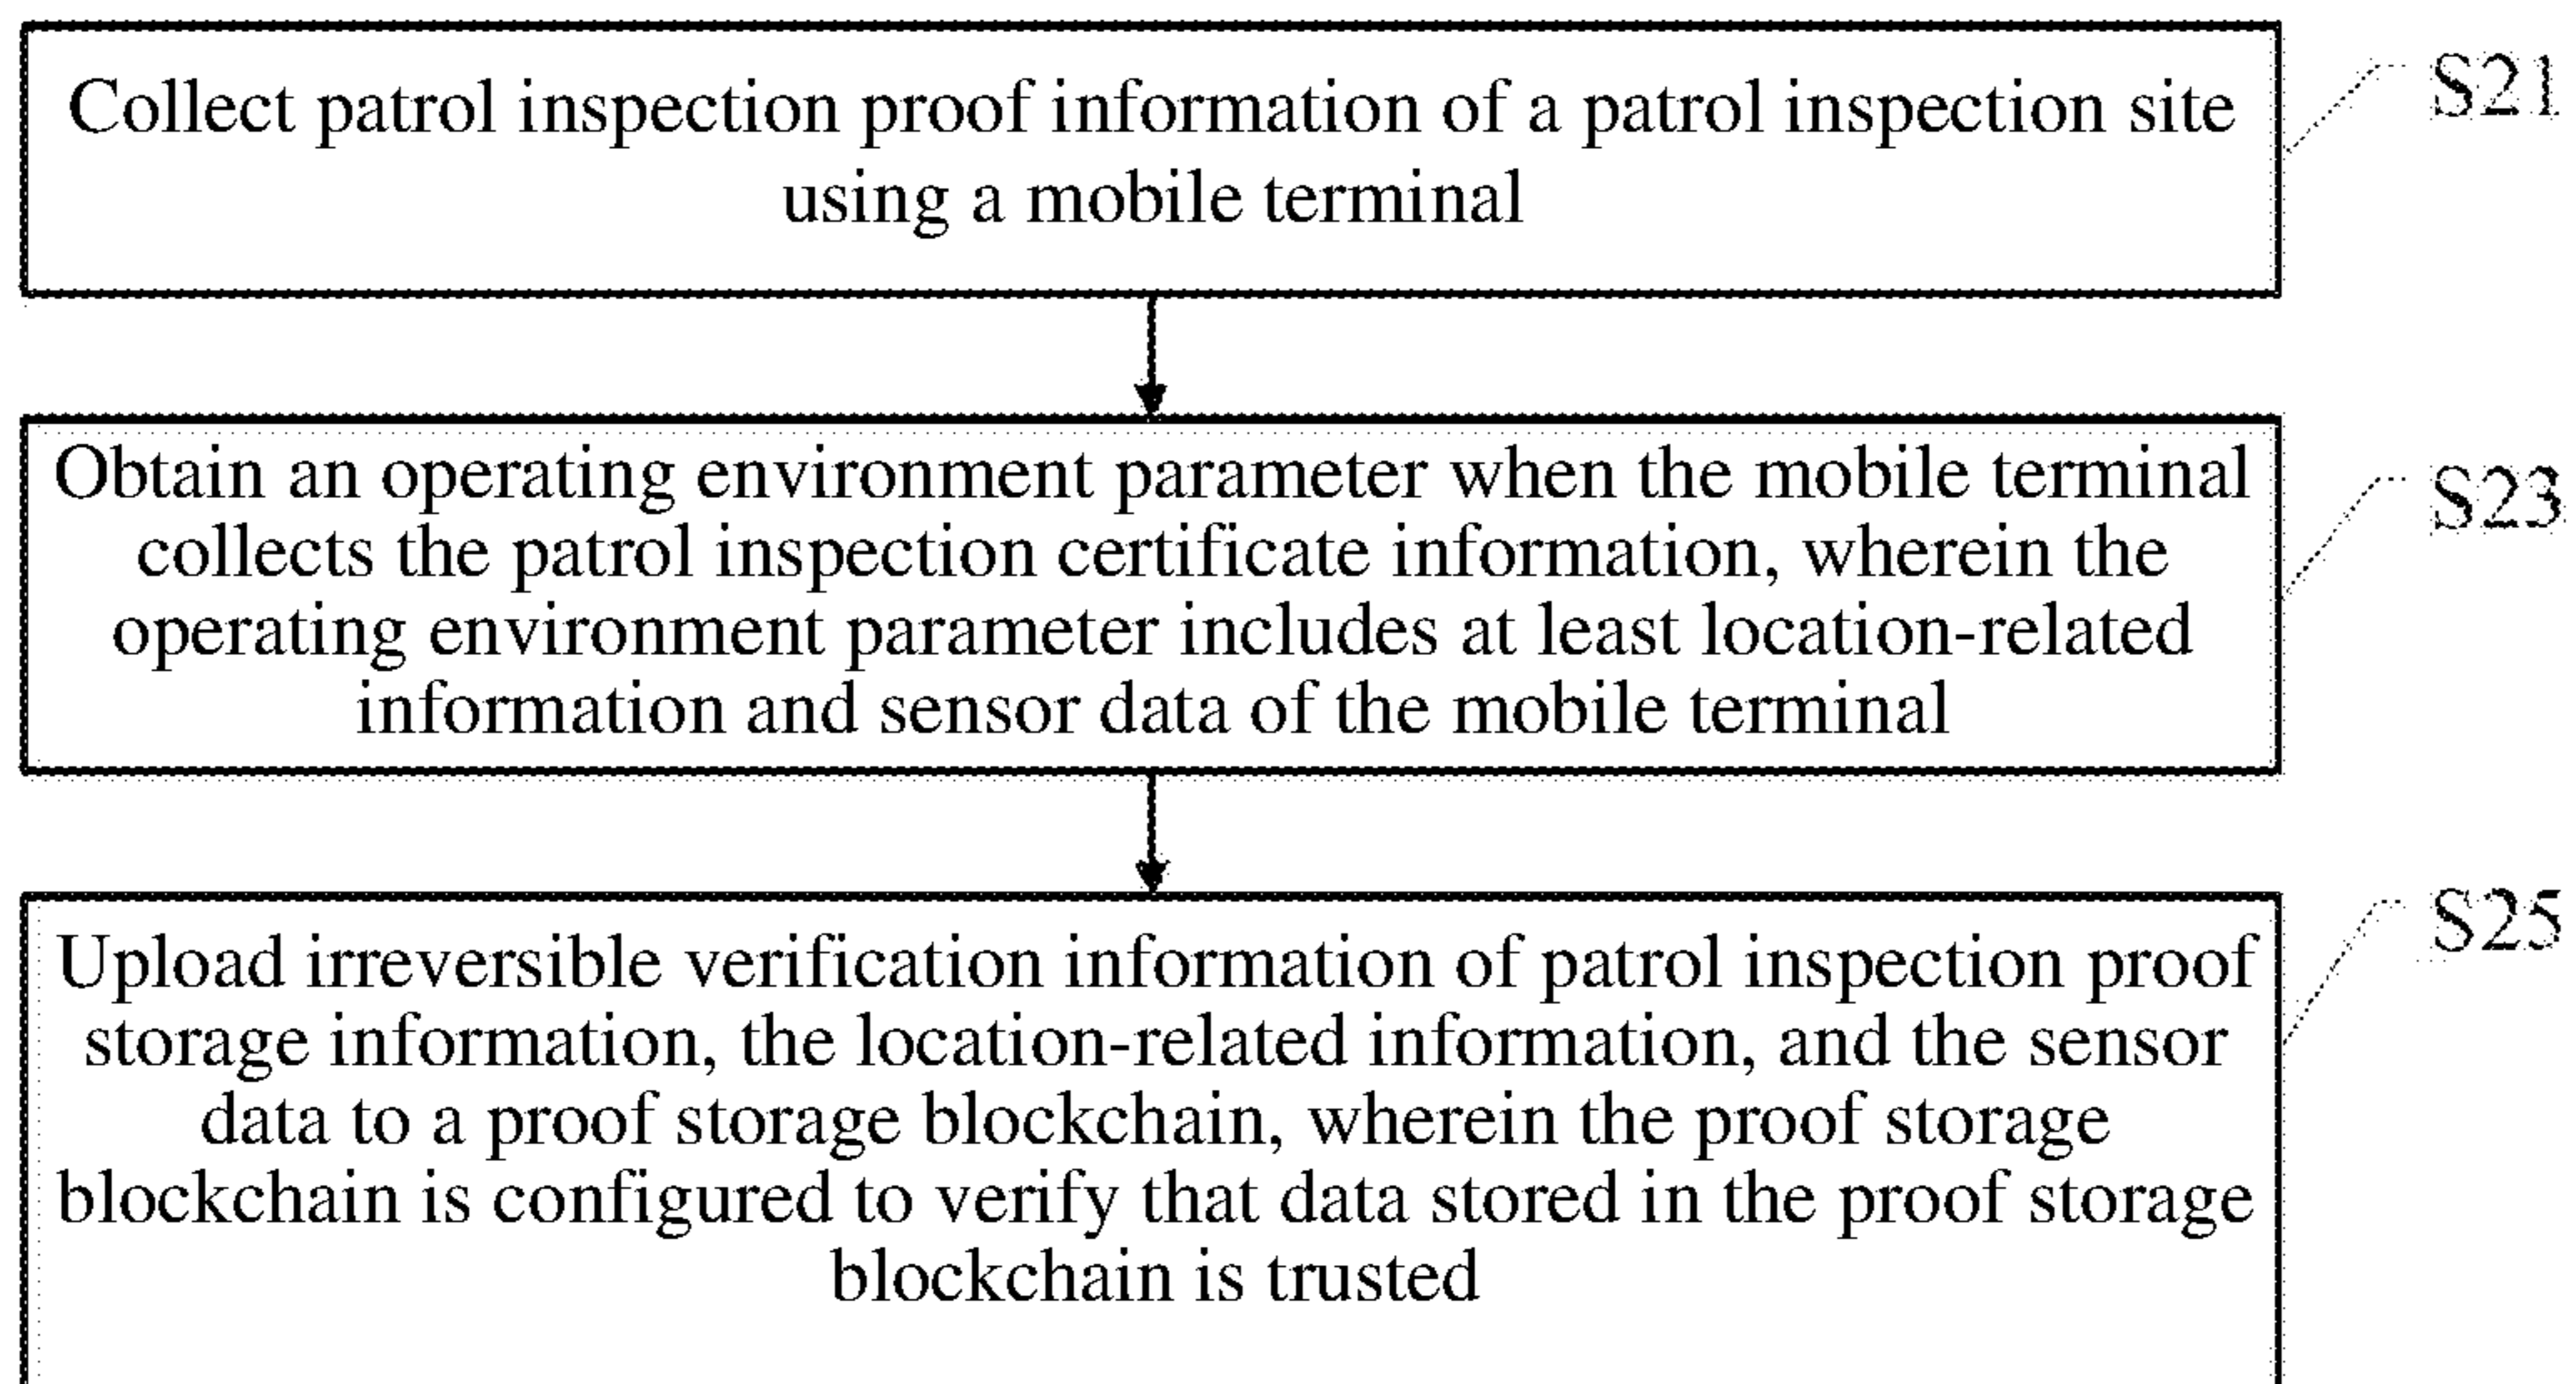 Collect patrol inspection proof information of a patrol inspection site
using a mobile terminal
S21
Obtain an operating environment parameter when the mobile terminal
collects the patrol inspection certificate information, wherein the
operating environment parameter includes at least location-related
information and sensor data of the mobile terminal
S23
Upload irreversible verification information of patrol inspection proof
storage information, the location-related information, and the sensor
data to a proof storage blockchain, wherein the proof storage
blockchain is configured to verify that data stored in the proof storage
blockchain is trusted
S25